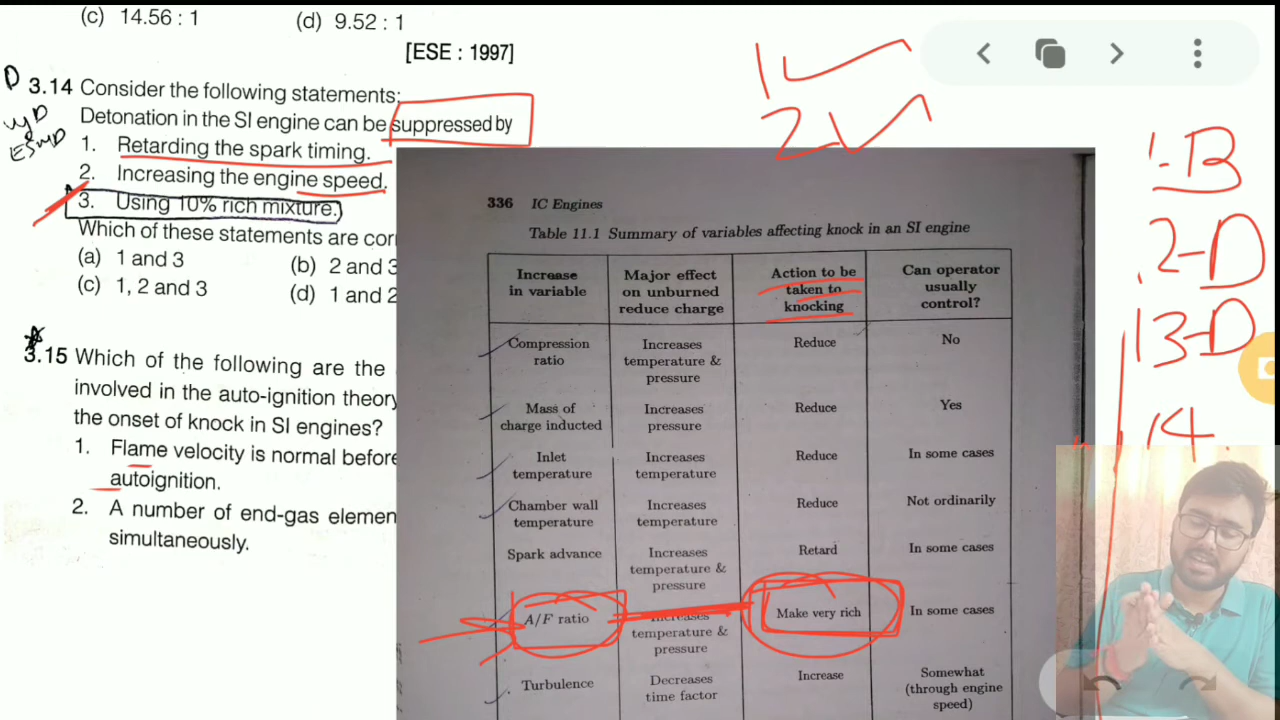 (c) 14.56 : 1 (d) 9.52 : 1
[ESE : 1997]
D 3.14 Consider the following statements:
Detonation in the SI engine can be suppressed by
1. Retarding the spark timing.
2. Increasing the engine speed.
3. Using 10% rich mixture.
Which of these statements are
(a) 1 and 3 (b) 2 and 3
(c) 1, 2 and 3 (d) 1 and 2
3.15 Which of the following are the
involved in the auto-ignition theory
the onset of knock in SI engines?
1. Flame velocity is normal before
autoignition.
2. A number of end-gas
simultaneously.
336 IC Engines
Table 11.1 Summary of variables affecting knock in an SI engine
Increase in variable
Major effect on unburned reduce charge
Action to be taken to knocking
Can operator usually control?
Compression ratio
Increases temperature & pressure
Reduce
No
Mass of charge inducted
Increases pressure
Reduce
Yes
Inlet temperature
Increases temperature
Reduce
In some cases
Chamber wall temperature
Increases temperature
Reduce
Not ordinarily
Spark advance
Increases temperature & pressure
Retard
In some cases
A/F ratio
Increases temperature & pressure
Make very rich
In some cases
Turbulence
Decreases time factor
Increase
Somewhat (through engine speed)
1
2
1-B
2-D
13-D
14